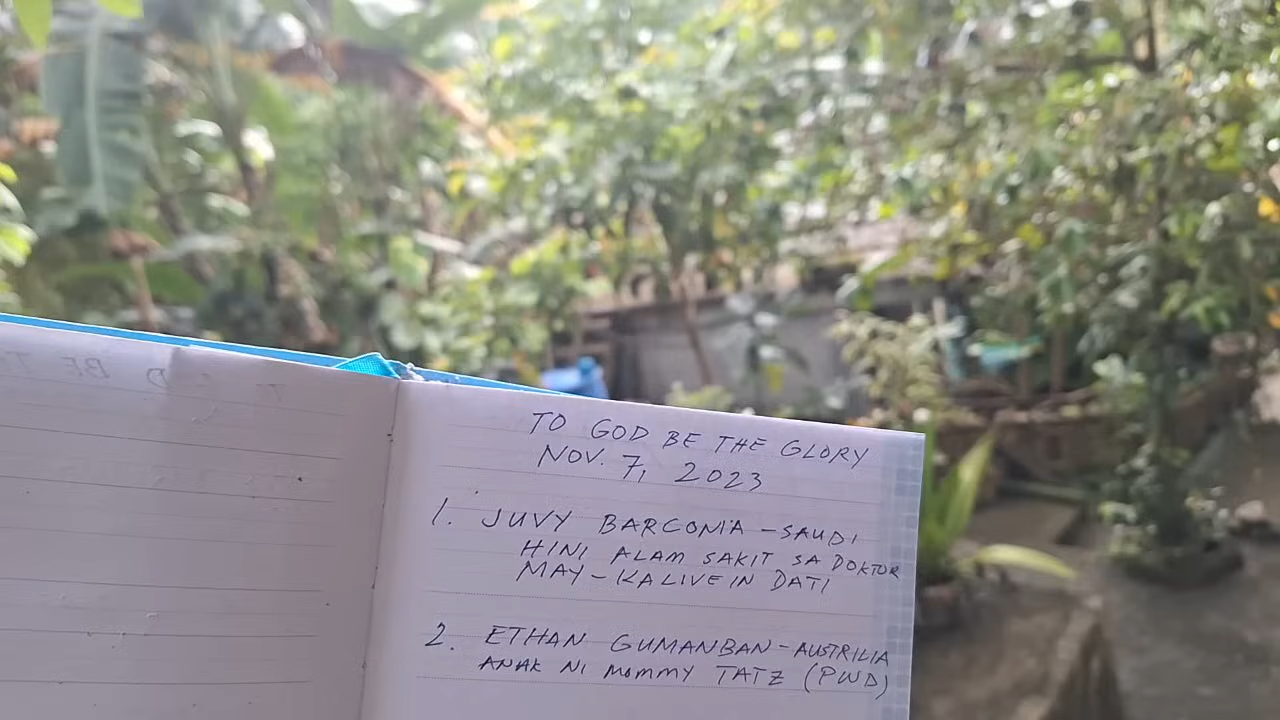 TO GOD BE THE GLORY
NOV. 7, 2023
1. JUVY BARCONIA - SAUDI
HINI ALAM SAKIT SA DOKTOR
MAY - KALIVE IN DATI
2. ETHAN GUMANBAN - AUSTRILIA
ANAK NI MOMMY TATZ (PWD)